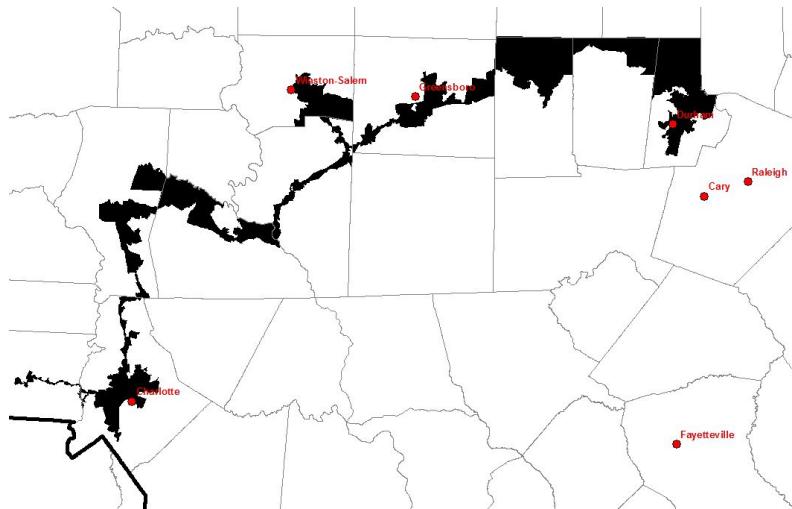 Winston-Salem
Greensboro
Durham
Raleigh
Cary
Charlotte
Fayetteville